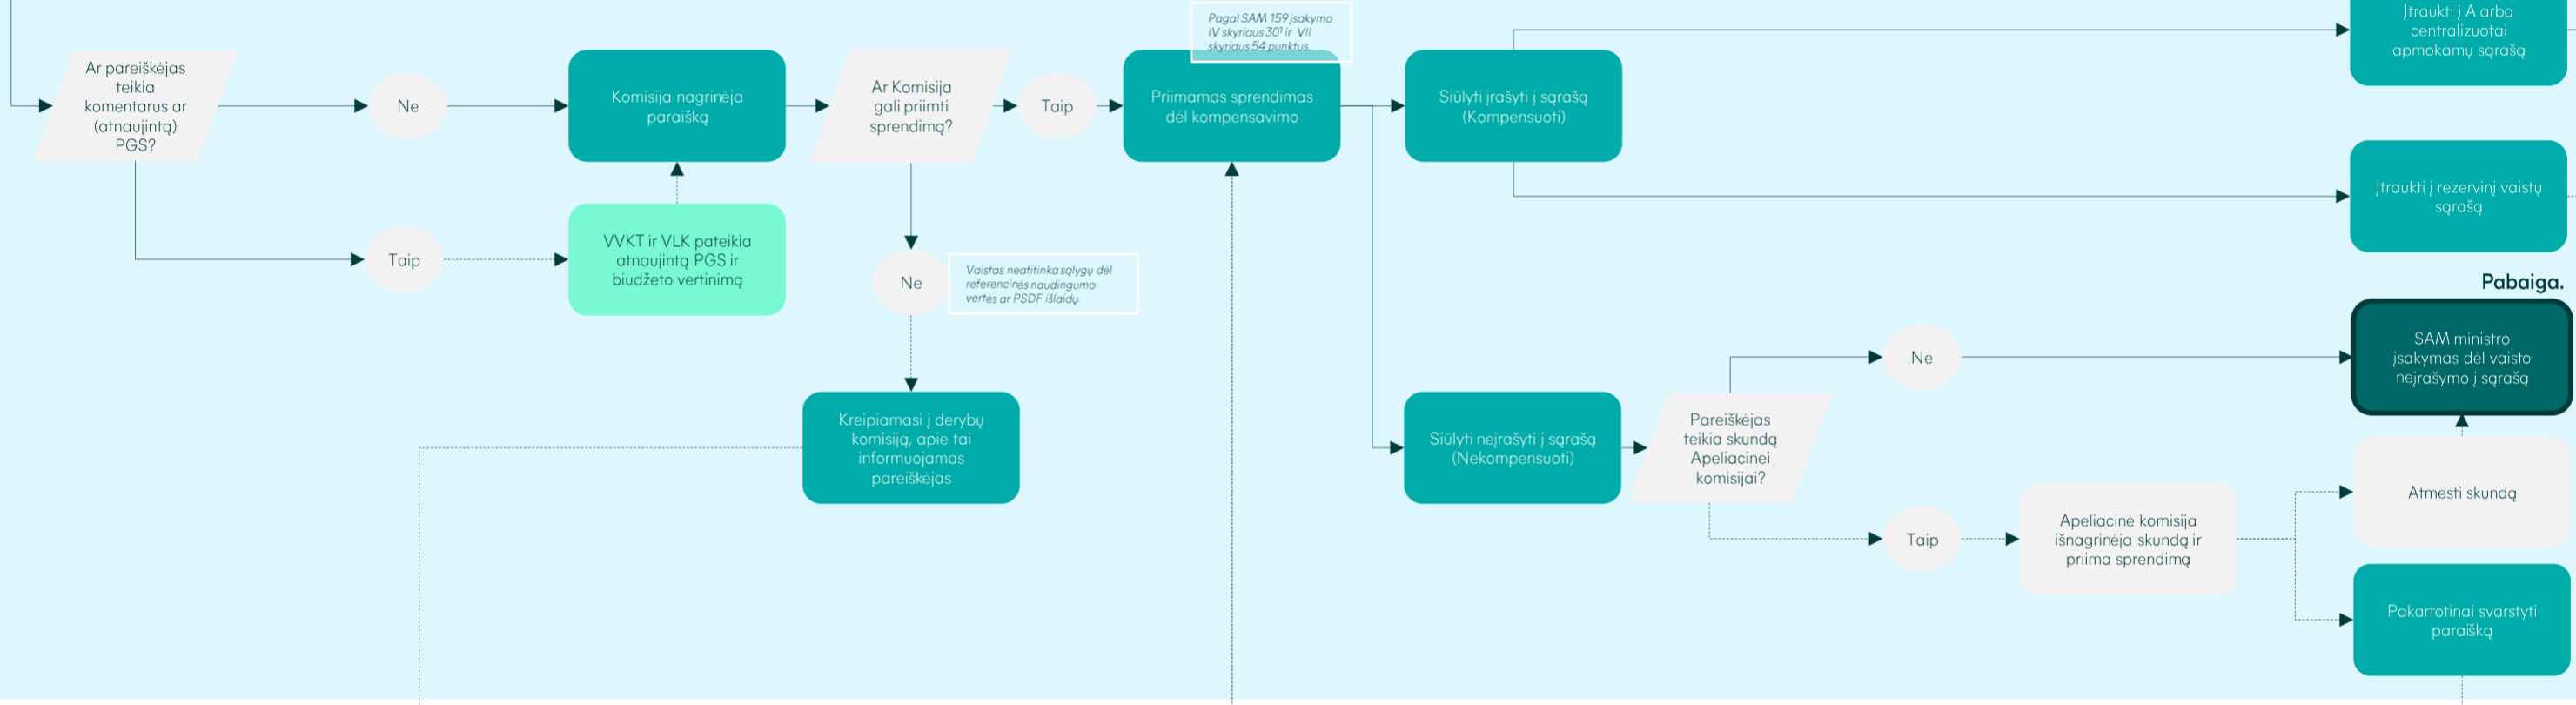 Pagal SAM 159 įsakymo
IV skyriaus 30¹ ir VII
skyriaus 54 punktus.
Įtraukti į A arba
centralizuotai
apmokamų sąrašą
Ar pareiškėjas
teikia
komentarus ar
(atnaujintą)
PGS?
Ne
Komisija nagrinėja
paraišką
Ar Komisija
gali priimti
sprendimą?
Taip
Priimamas sprendimas
dėl kompensavimo
Siūlyti įrašyti į sąrašą
(Kompensuoti)
Įtraukti į rezervinį vaistų
sąrašą
Taip
VVKT ir VLK pateikia
atnaujintą PGS ir
biudžeto vertinimą
Ne
Vaistas neatitinka sąlygų dėl
referencinės naudingumo
vertės ar PSDF išlaidų.
Pabaiga.
Ne
SAM ministro
įsakymas dėl vaisto
neįrašymo į sąrašą
Kreipiamasi į derybų
komisiją, apie tai
informuojamas
pareiškėjas
Siūlyti neįrašyti į sąrašą
(Nekompensuoti)
Pareiškėjas
teikia skundą
Apeliacinei
komisijai?
Taip
Apeliacinė komisija
išnagrinėja skundą ir
priima sprendimą
Atmesti skundą
Pakartotinai svarstyti
paraišką